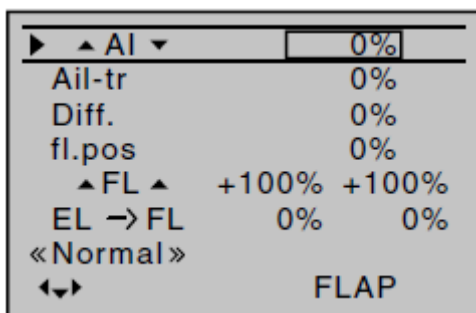 ▶ ▲ AI ▼ 0%
Ail-tr 0%
Diff. 0%
fl.pos 0%
▲ FL ▲ +100% +100%
EL –> FL 0% 0%
«Normal»
FLAP